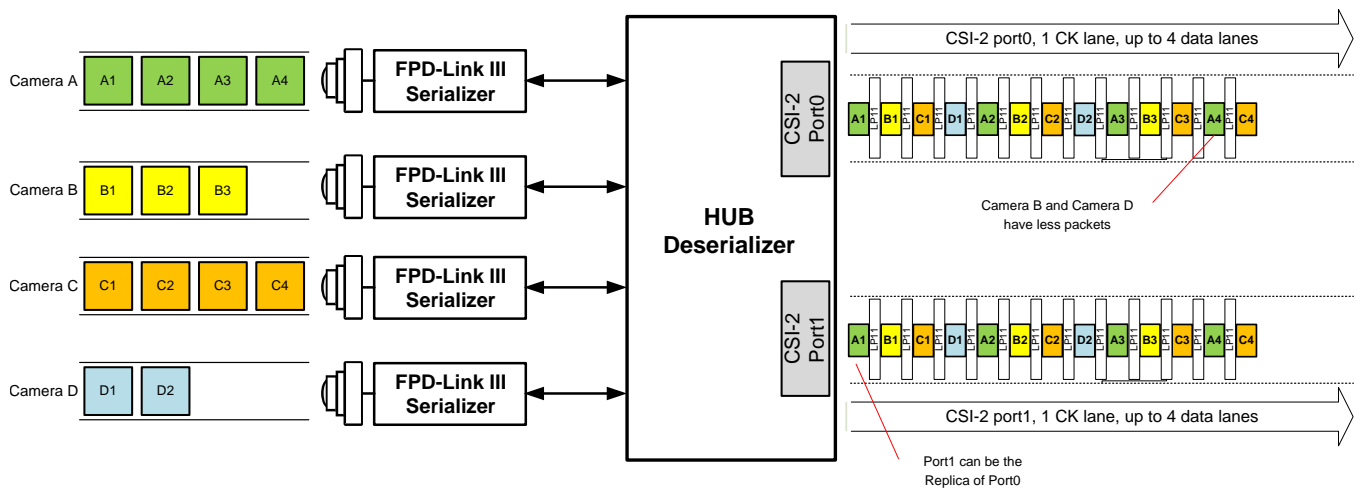 Camera A
A1 A2 A3 A4
FPD-Link III
Serializer
Camera B
B1 B2 B3
FPD-Link III
Serializer
Camera C
C1 C2 C3 C4
FPD-Link III
Serializer
Camera D
D1 D2
FPD-Link III
Serializer
HUB
Deserializer
CSI-2
Port0
CSI-2
Port1
CSI-2 port0, 1 CK lane, up to 4 data lanes
A1 LP11 B1 LP11 C1 LP11 D1 LP11 A2 LP11 B2 LP11 C2 LP11 D2 LP11 A3 LP11 B3 LP11 C3 LP11 A4 LP11 C4
Camera B and Camera D
have less packets
A1 LP11 B1 LP11 C1 LP11 D1 LP11 A2 LP11 B2 LP11 C2 LP11 D2 LP11 A3 LP11 B3 LP11 C3 LP11 A4 LP11 C4
CSI-2 port1, 1 CK lane, up to 4 data lanes
Port1 can be the
Replica of Port0